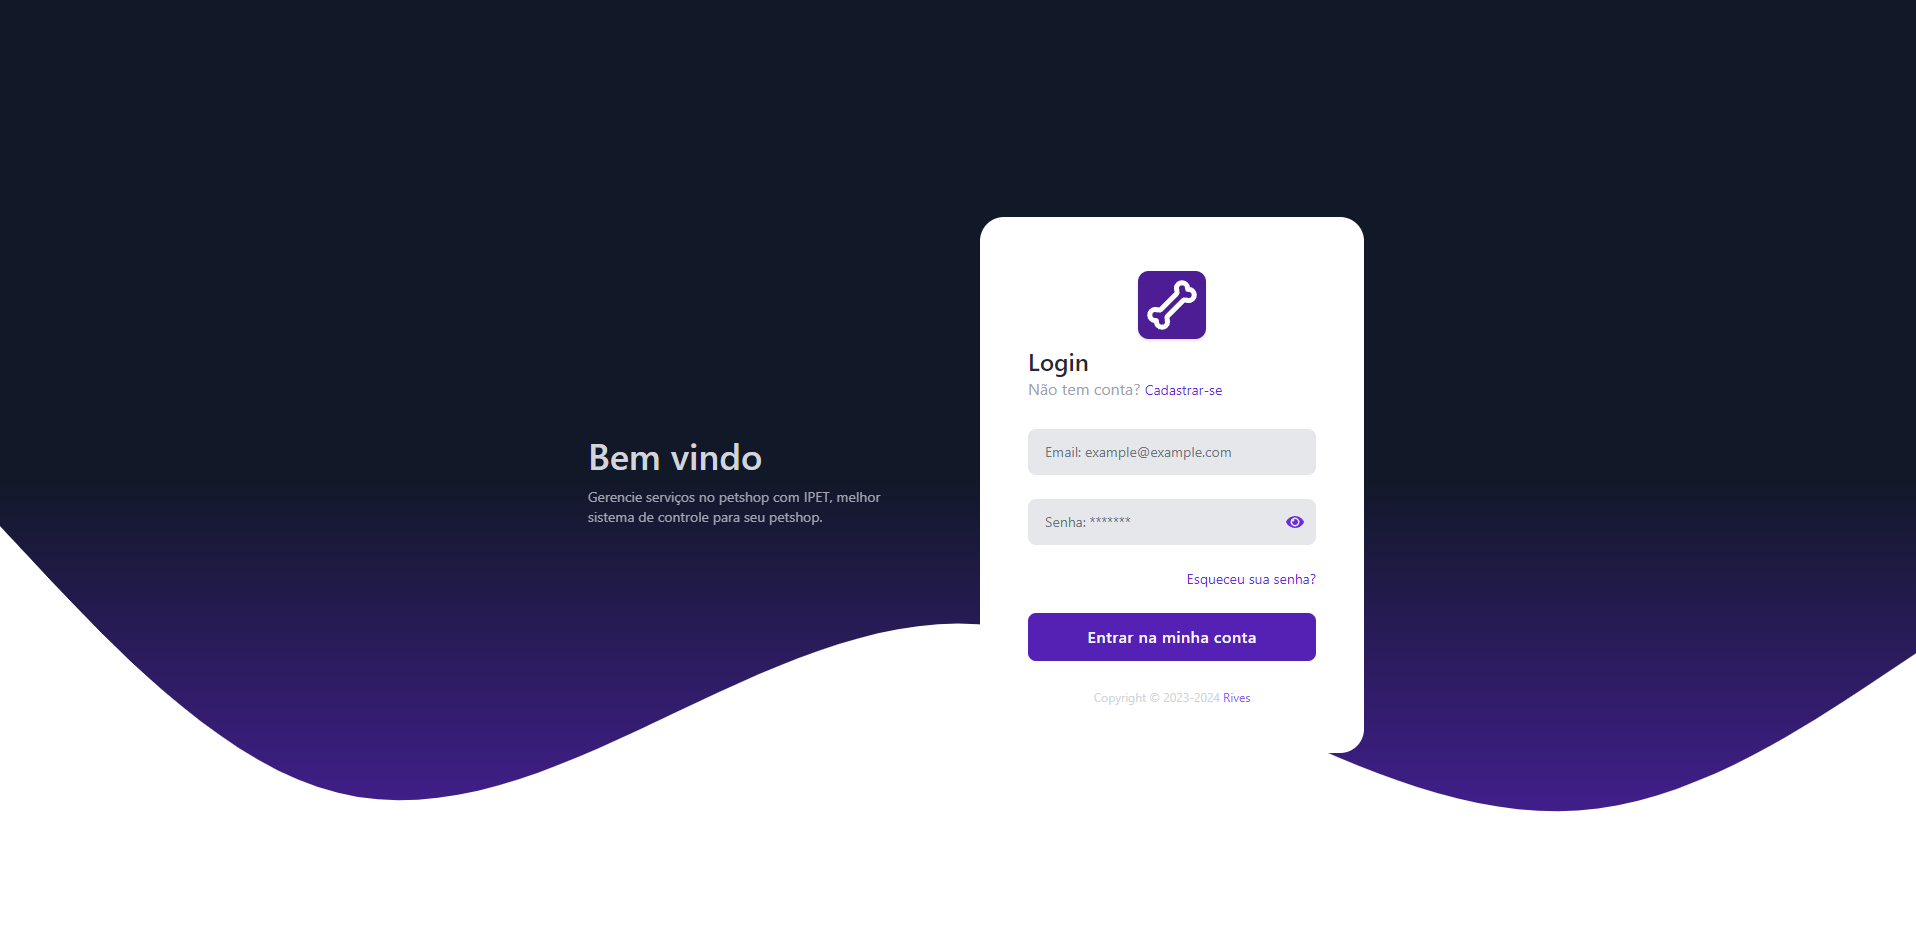 Bem vindo
Gerencie serviços no petshop com IPET, melhor
sistema de controle para seu petshop.
Login
Não tem conta? Cadastrar-se
Email: example@example.com
Senha: *******
Esqueceu sua senha?
Entrar na minha conta
Copyright © 2023-2024 Rives